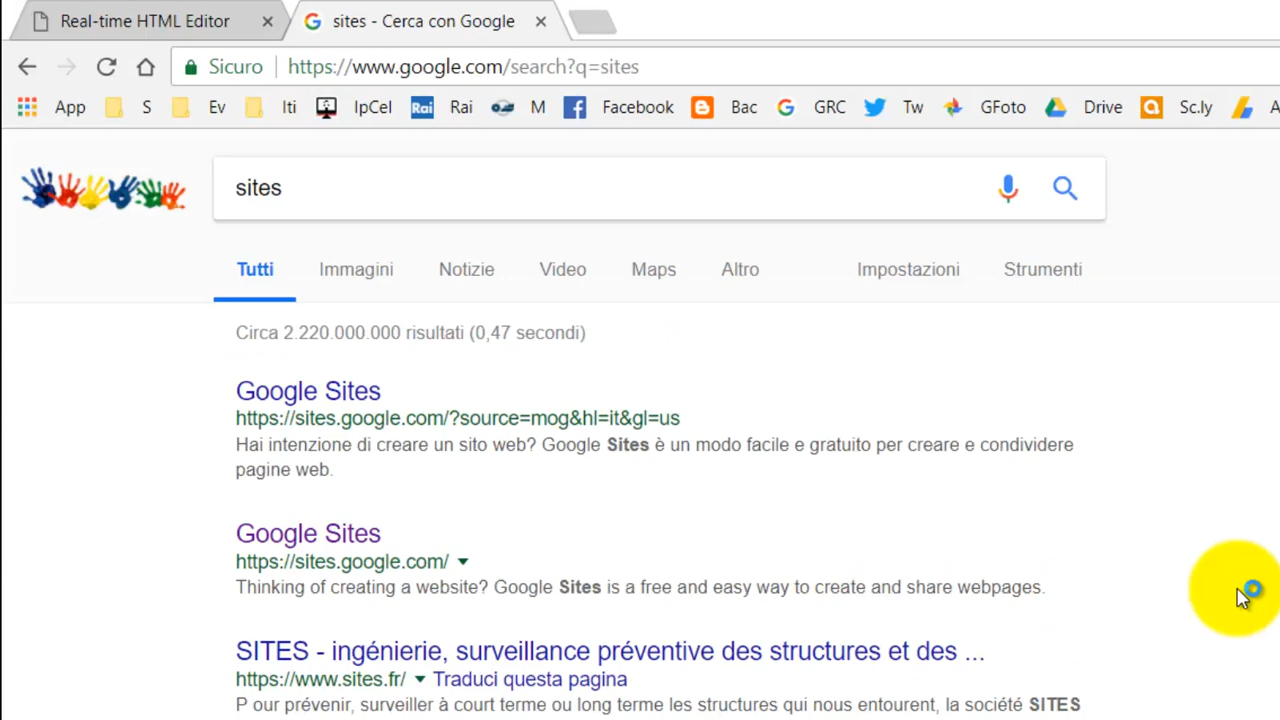 Real-time HTML Editor
sites - Cerca con Google
Sicuro https://www.google.com/search?q=sites
App S Ev Iti IpCel Rai Rai M Facebook Bac GRC Tw GFoto Drive Sc.ly A
sites
Tutti Immagini Notizie Video Maps Altro Impostazioni Strumenti
Circa 2.220.000.000 risultati (0,47 secondi)
Google Sites
https://sites.google.com/?source=mog&hl=it&gl=us
Hai intenzione di creare un sito web? Google Sites è un modo facile e gratuito per creare e condividere
pagine web.
Google Sites
https://sites.google.com/
Thinking of creating a website? Google Sites is a free and easy way to create and share webpages.
SITES - ingénierie, surveillance préventive des structures et des ...
https://www.sites.fr/ Traduci questa pagina
P our prévenir, surveiller à court terme ou long terme les structures qui nous entourent, la société SITES